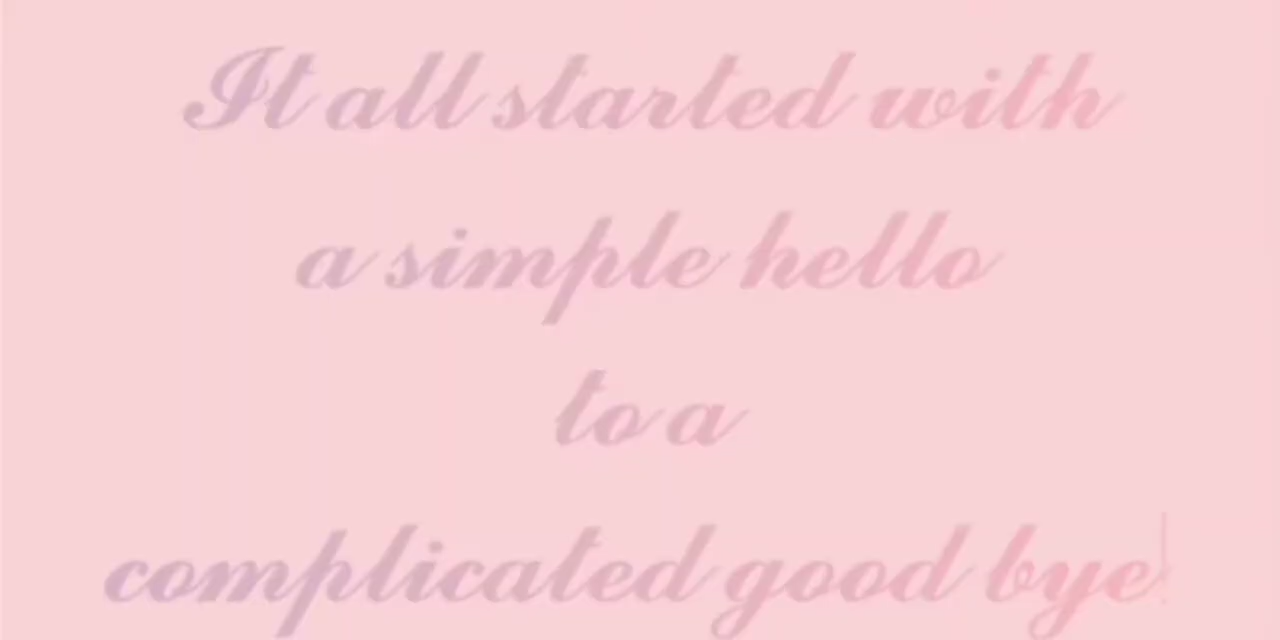 It all started with
a simple hello
to a
complicated good bye!